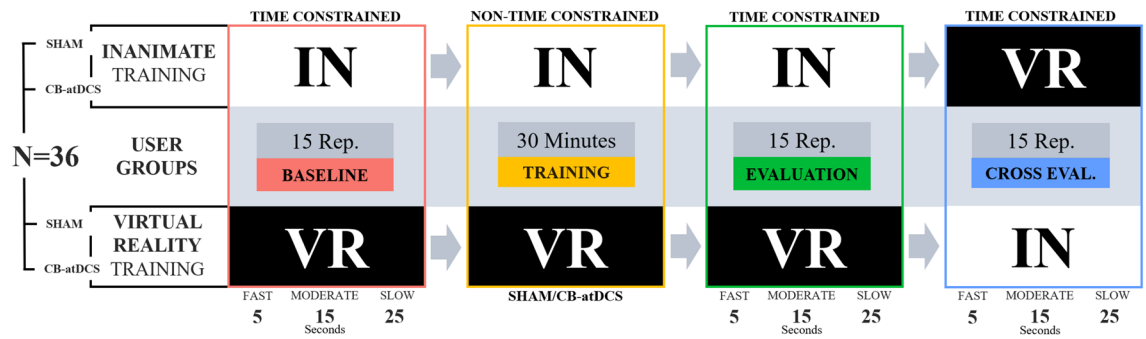 TIME CONSTRAINED
NON-TIME CONSTRAINED
TIME CONSTRAINED
TIME CONSTRAINED
SHAM
CB-atDCS
INANIMATE
TRAINING
IN
IN
IN
VR
N=36
USER
GROUPS
15 Rep.
BASELINE
30 Minutes
TRAINING
15 Rep.
EVALUATION
15 Rep.
CROSS EVAL.
SHAM
CB-atDCS
VIRTUAL
REALITY
TRAINING
VR
VR
VR
IN
FAST MODERATE SLOW
5 15 25
Seconds
SHAM/CB-atDCS
FAST MODERATE SLOW
5 15 25
Seconds
FAST MODERATE SLOW
5 15 25
Seconds